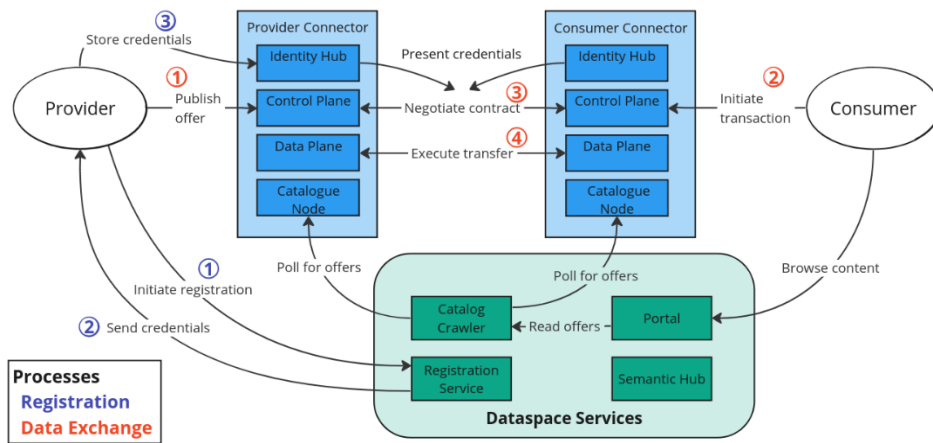 Provider Connector
Consumer Connector
③
Store credentials
Identity Hub
Present credentials
Identity Hub
①
②
Provider
Publish
offer
Control Plane
③
Negotiate contract
Control Plane
Initiate
transaction
Consumer
④
Data Plane
Execute transfer
Data Plane
Catalogue
Node
Catalogue
Node
①
Poll for offers
Poll for offers
Browse content
Initiate registration
②
Send credentials
Catalog
Crawler
Read offers
Portal
Registration
Service
Semantic Hub
Dataspace Services
Processes
Registration
Data Exchange